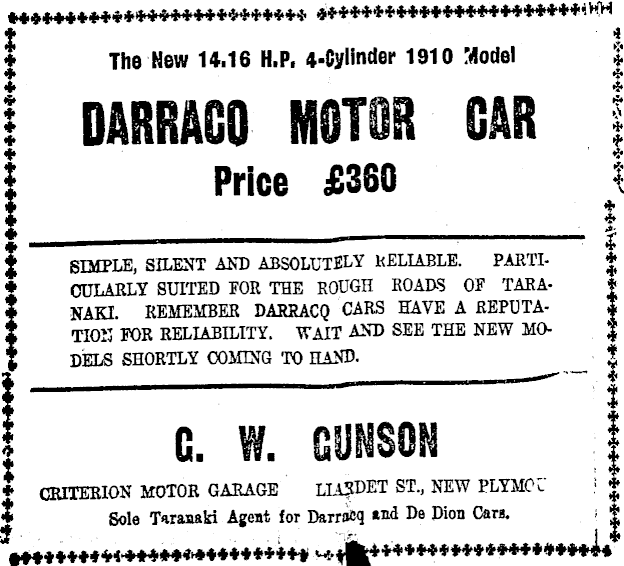 The New 14.16 H.P. 4-Cylinder 1910 Model
DARRACQ MOTOR CAR
Price £360
SIMPLE, SILENT AND ABSOLUTELY RELIABLE. PARTI-
CULARLY SUITED FOR THE ROUGH ROADS OF TARA-
NAKI. REMEMBER DARRACQ CARS HAVE A REPUTA-
TION FOR RELIABILITY. WAIT AND SEE THE NEW MO-
DELS SHORTLY COMING TO HAND.
G. W. GUNSON
CRITERION MOTOR GARAGE LIARDET ST., NEW
Sole Taranaki Agent for Darracq and De Dion Cars.